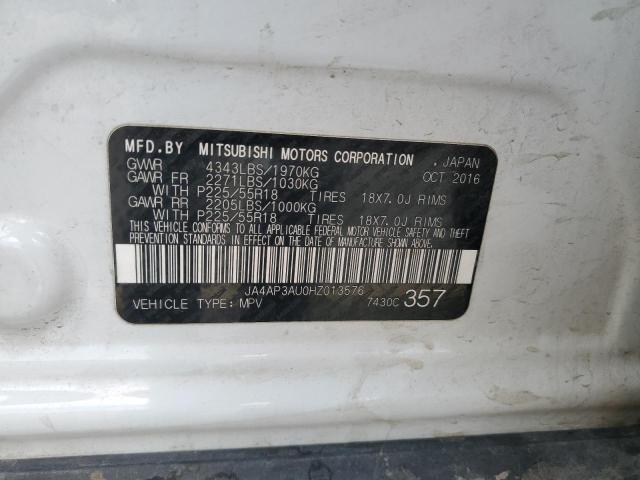 MFD.BY MITSUBISHI MOTORS CORPORATION , JAPAN
GVWR 4343LBS/1970KG OCT 2016
GAWR FR 2271LBS/1030KG
WITH P225/55R18 TIRES 18X7.0J RIMS
GAWR RR 2205LBS/1000KG
WITH P225/55R18 TIRES 18X7.0J RIMS
THIS VEHICLE CONFORMS TO ALL APPLICABLE FEDERAL MOTOR VEHICLE SAFETY AND THEFT
PREVENTION STANDARDS IN EFFECT ON THE DATE OF MANUFACTURE SHOWN ABOVE.
JA4AP3AU0HZ013576
VEHICLE TYPE: MPV 7430C 357